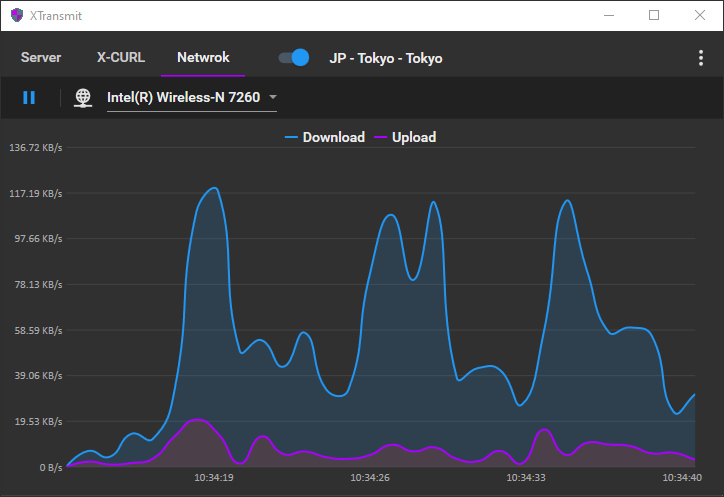 XTransmit
Server X-CURL Netwrok JP - Tokyo - Tokyo
Intel(R) Wireless-N 7260
Download Upload
136.72 KB/s
117.19 KB/s
97.66 KB/s
78.13 KB/s
58.59 KB/s
39.06 KB/s
19.53 KB/s
0 B/s
10:34:19 10:34:26 10:34:33 10:34:40